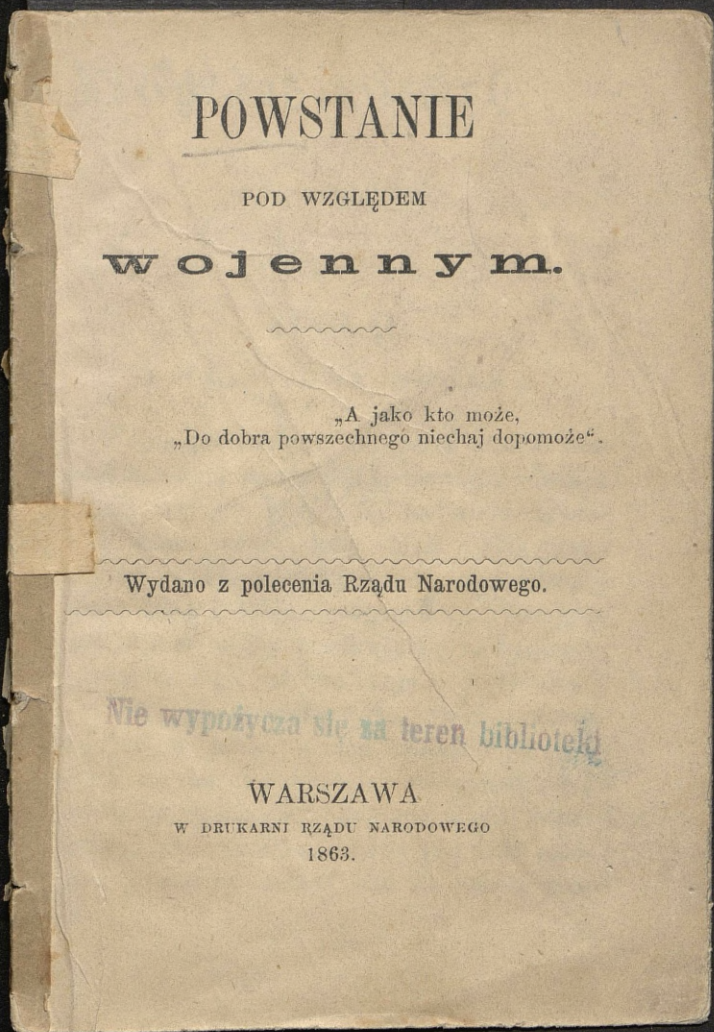 POWSTANIE
POD WZGLĘDEM
wojennym.
„A jako kto może,
„Do dobra powszechnego niechaj dopomoże“.
Wydano z polecenia Rządu Narodowego.
Nie wypożycza się za teren biblioteki
WARSZAWA
W DRUKARNI RZĄDU NARODOWEGO
1863.